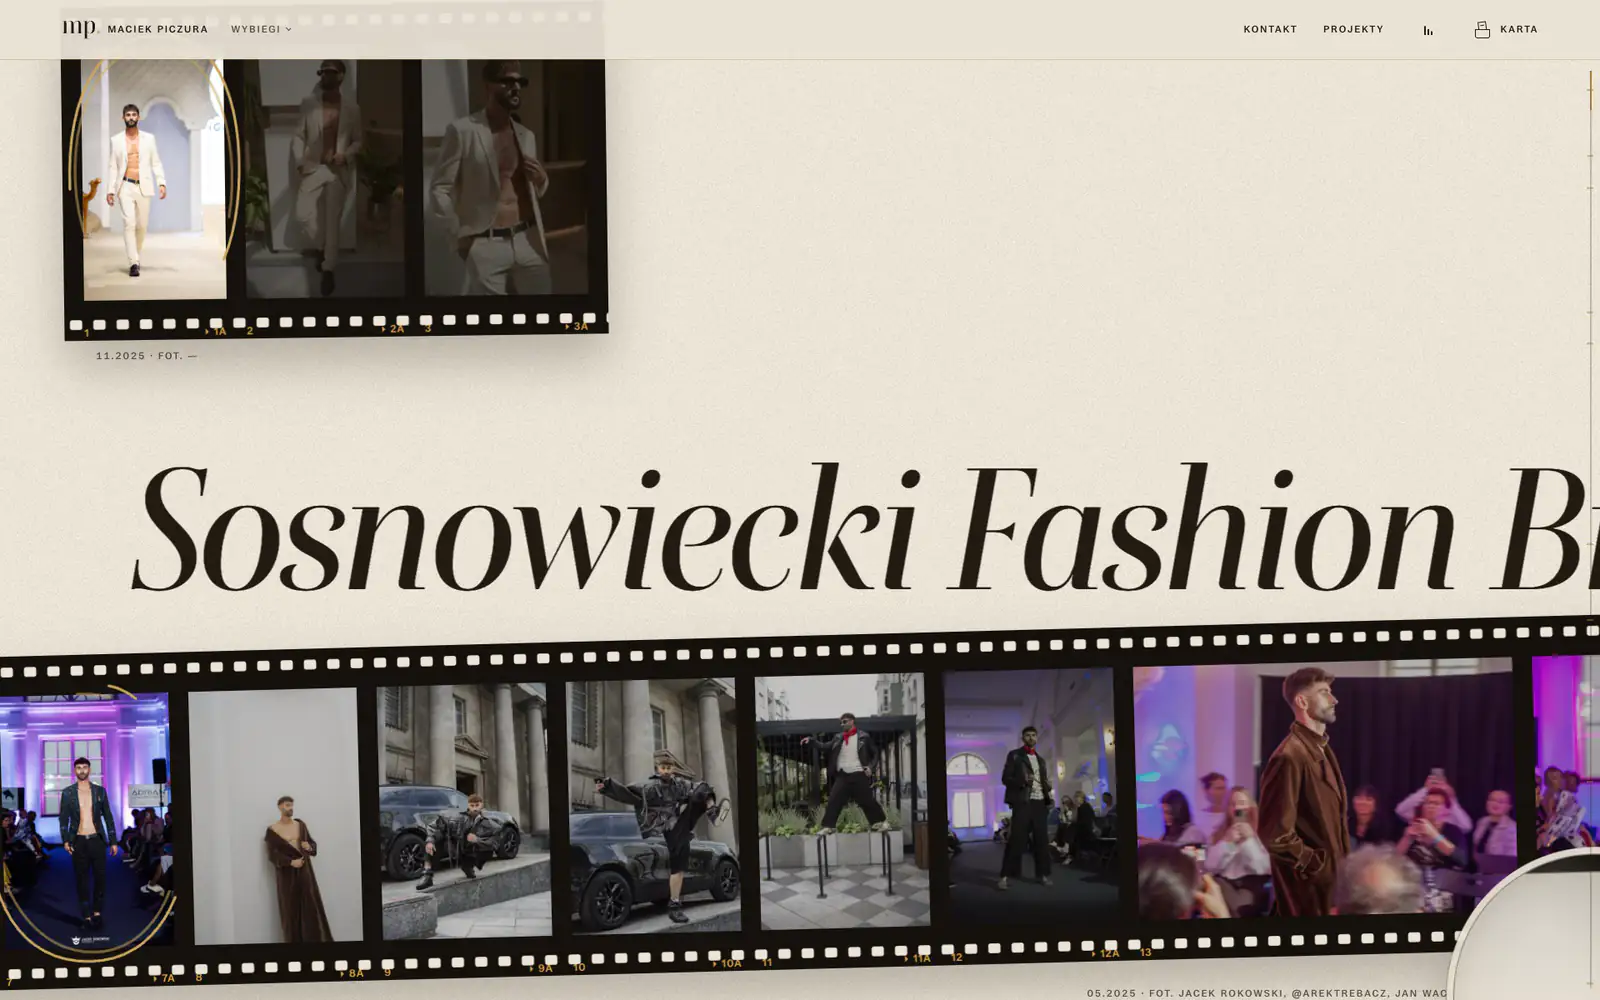 mp. MACIEK PICZURA WYBIEGI KONTAKT PROJEKTY KARTA
1 1A 2 2A 3 3A
11.2025 · FOT. —
Sosnowiecki Fashion
7 7A 8 8A 9 9A 10 10A 11 11A 12 12A 13
05.2025 · FOT. JACEK ROKOWSKI, @AREKTREBACZ, JAN